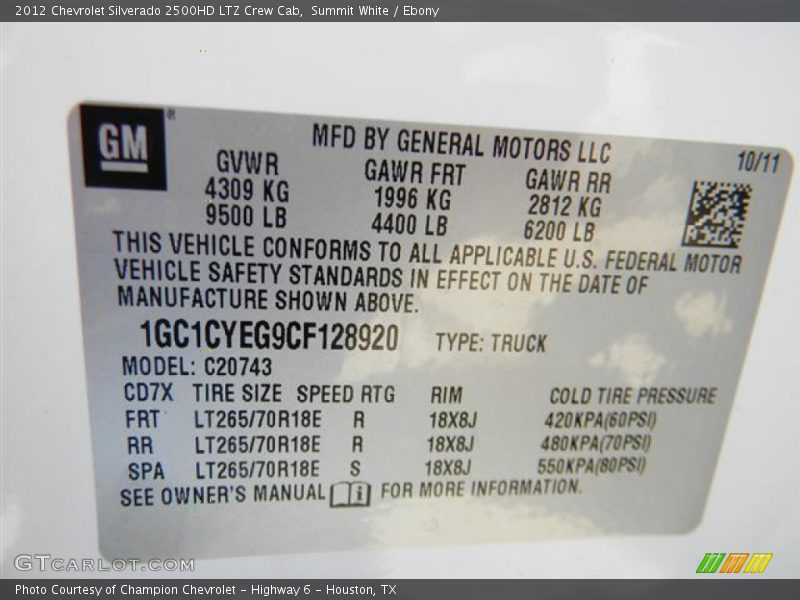 2012 Chevrolet Silverado 2500HD LTZ Crew Cab,  Summit White / Ebony
GM®
MFD BY GENERAL MOTORS LLC
10/11
GVWR GAWR FRT GAWR RR
4309 KG 1996 KG 2812 KG
9500 LB 4400 LB 6200 LB
THIS VEHICLE CONFORMS TO ALL APPLICABLE U.S. FEDERAL MOTOR
VEHICLE SAFETY STANDARDS IN EFFECT ON THE DATE OF
MANUFACTURE SHOWN ABOVE.
1GC1CYEG9CF128920 TYPE: TRUCK
MODEL: C20743
CD7X TIRE SIZE SPEED RTG RIM COLD TIRE PRESSURE
FRT LT265/70R18E R 18X8J 420KPA(60PSI)
RR LT265/70R18E R 18X8J 480KPA(70PSI)
SPA LT265/70R18E S 18X8J 550KPA(80PSI)
SEE OWNER'S MANUAL FOR MORE INFORMATION.
GTCARLOT.COM
Photo Courtesy of Champion Chevrolet - Highway 6 - Houston, TX